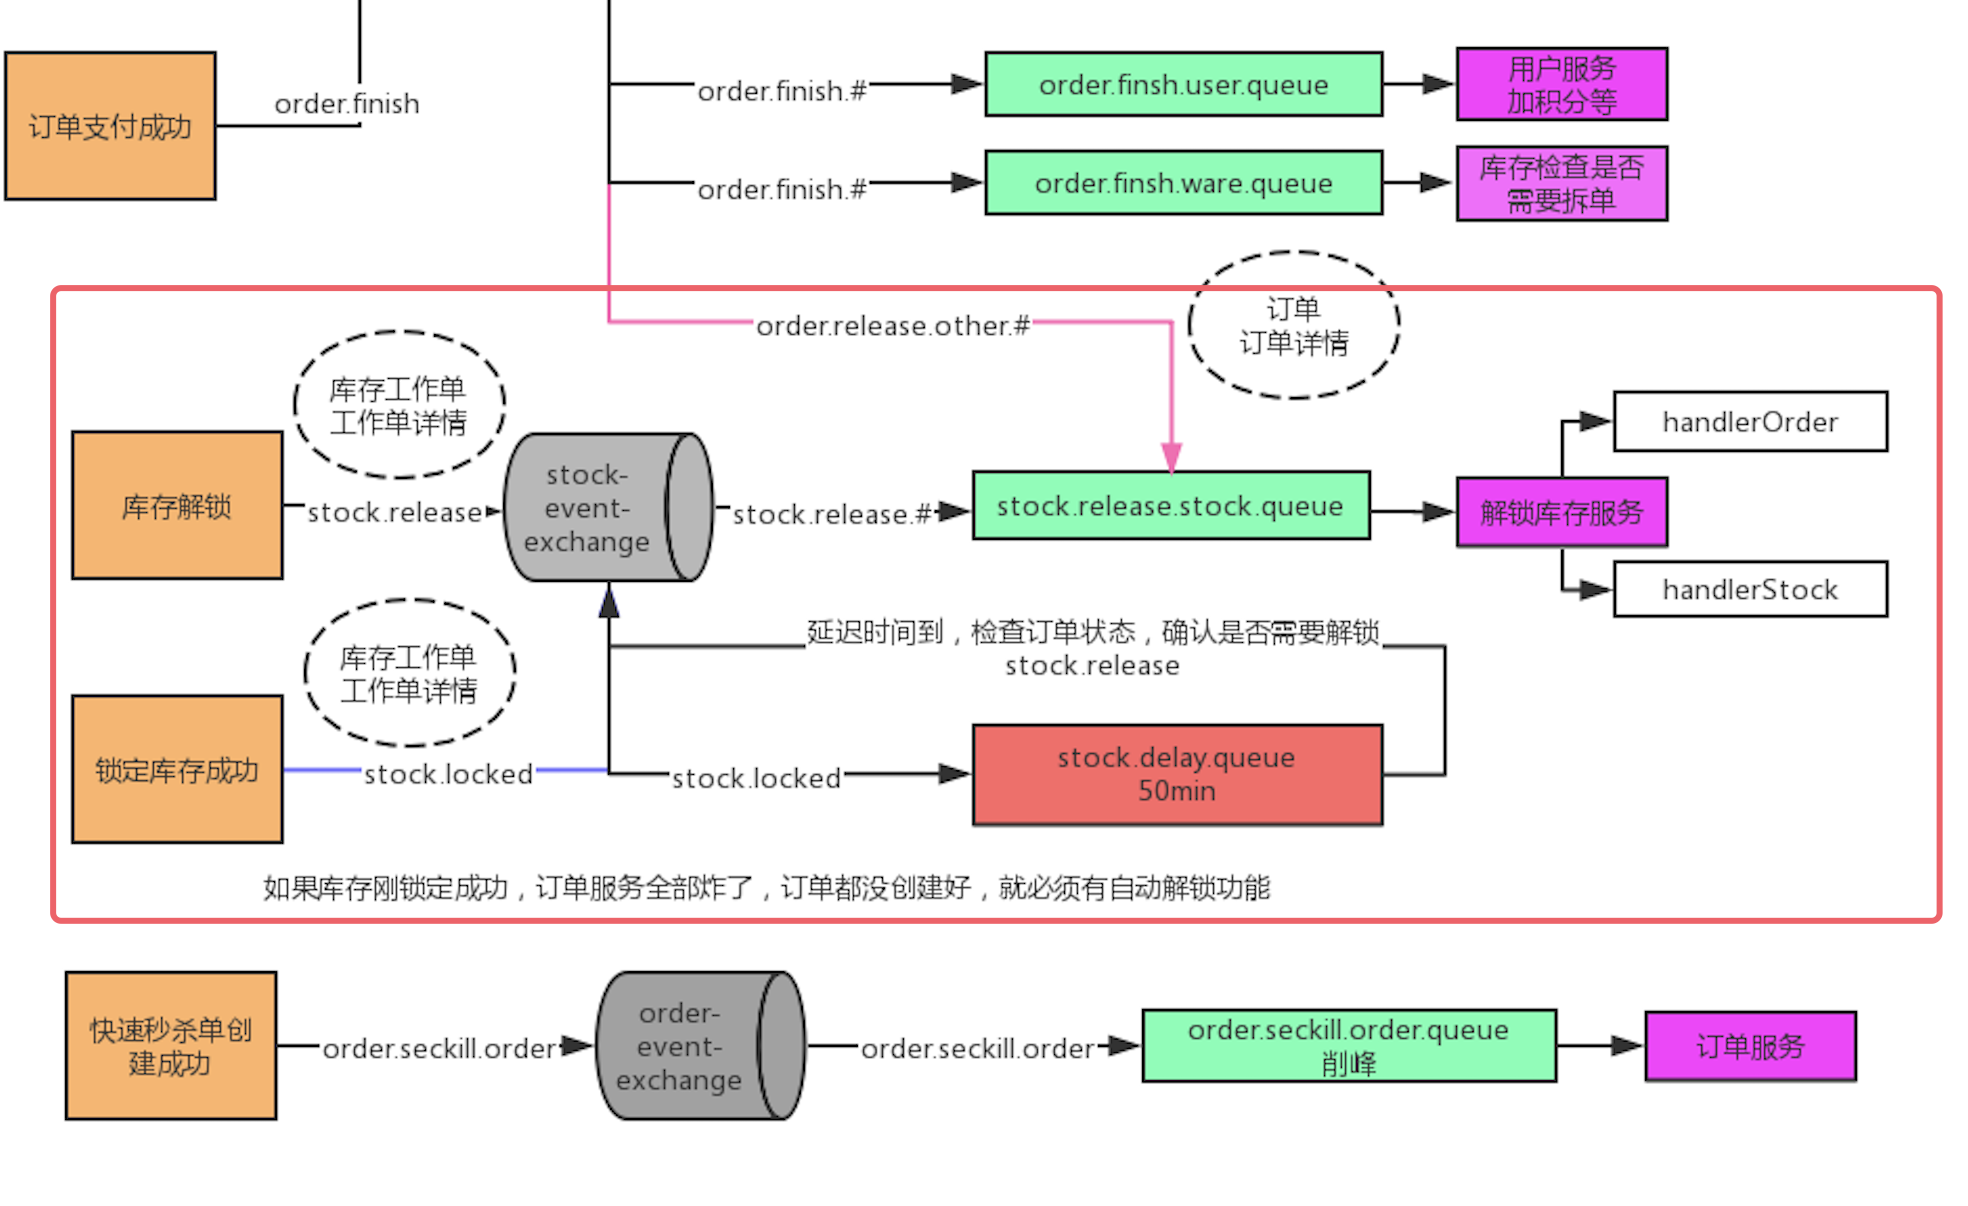 订单支付成功
order.finish
order.finish.#
order.finsh.user.queue
用户服务
加积分等
order.finish.#
order.finsh.ware.queue
库存检查是否
需要拆单
order.release.other.#
订单
订单详情
库存工作单
工作单详情
库存解锁
stock.release
stock-
event-
exchange
stock.release.#
stock.release.stock.queue
解锁库存服务
handlerOrder
handlerStock
库存工作单
工作单详情
锁定库存成功
stock.locked
延迟时间到，检查订单状态，确认是否需要解锁
stock.release
stock.locked
stock.delay.queue
50min
如果库存刚锁定成功，订单服务全部炸了，订单都没创建好，就必须有自动解锁功能
快速秒杀单创
建成功
order.seckill.order
order-
event-
exchange
order.seckill.order
order.seckill.order.queue
削峰
订单服务